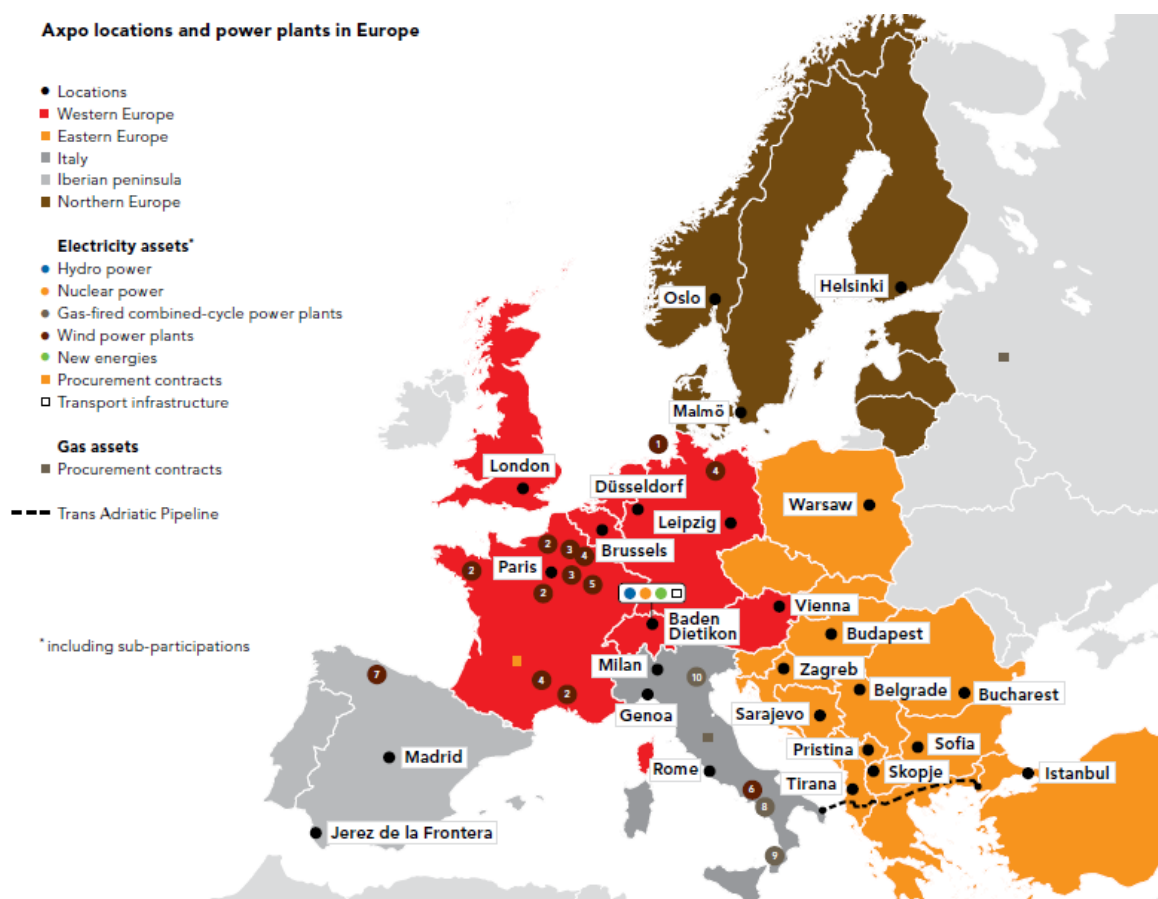 Axpo locations and power plants in Europe
Locations
Western Europe
Eastern Europe
Italy
Iberian peninsula
Northern Europe
Electricity assets*
Hydro power
Nuclear power
Gas-fired combined-cycle power plants
Wind power plants
New energies
Procurement contracts
Transport infrastructure
Gas assets
Procurement contracts
Trans Adriatic Pipeline
* including sub-participations
Oslo
Helsinki
Malmö
1
London
4
Düsseldorf
Warsaw
Leipzig
Brussels
2
3
4
2
Paris
3
5
2
Vienna
Baden
Dietikon
Budapest
Milan
Zagreb
7
4
10
2
Belgrade
Bucharest
Genoa
Sarajevo
Pristina
Sofia
Madrid
Rome
Skopje
Istanbul
Tirana
6
8
Jerez de la Frontera
9